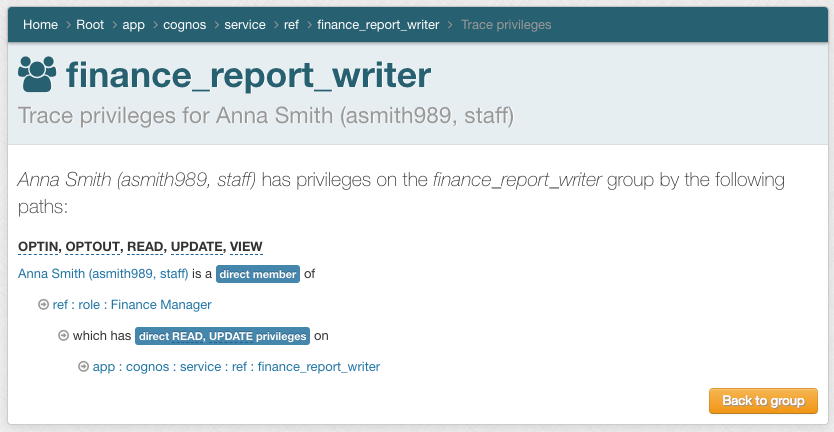 Home > Root > app > cognos > service > ref > finance_report_writer > Trace privileges
finance_report_writer
Trace privileges for Anna Smith (asmith989, staff)
Anna Smith (asmith989, staff) has privileges on the finance_report_writer group by the following
paths:
OPTIN, OPTOUT, READ, UPDATE, VIEW
Anna Smith (asmith989, staff) is a direct member of
ref : role : Finance Manager
which has direct READ, UPDATE privileges on
app : cognos : service : ref : finance_report_writer
Back to group